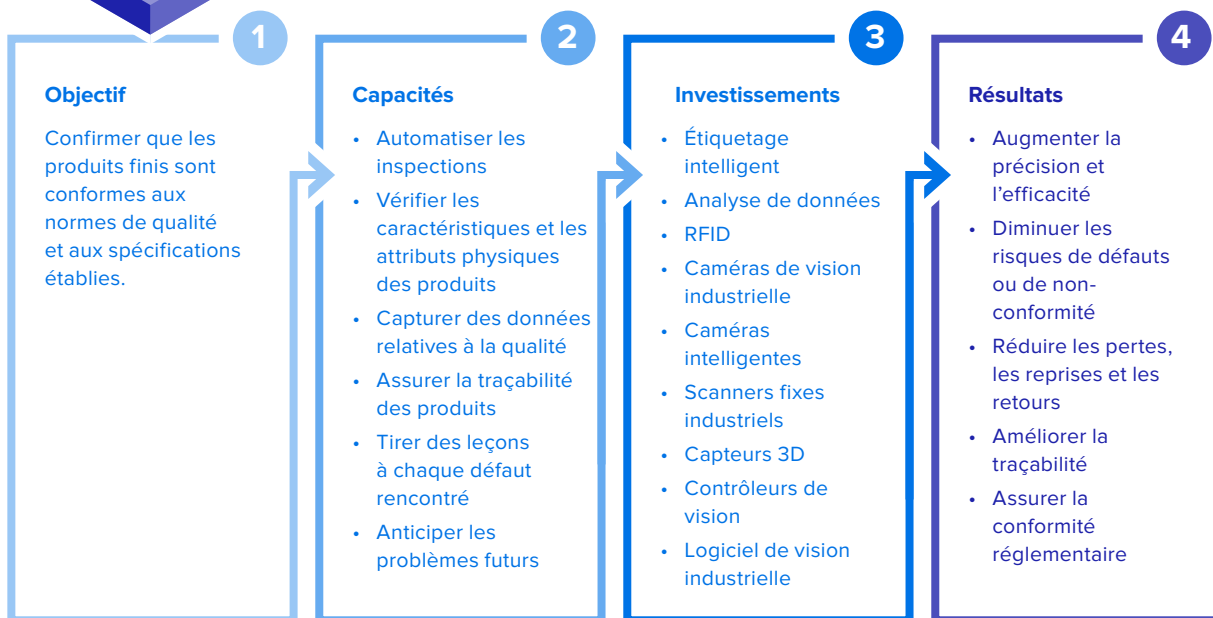 1
Objectif
Confirmer que les
produits finis sont
conformes aux
normes de qualité
et aux spécifications
établies.
2
Capacités
• Automatiser les
inspections
• Vérifier les
caractéristiques et les
attributs physiques
des produits
• Capturer des données
relatives à la qualité
• Assurer la traçabilité
des produits
• Tirer des leçons
à chaque défaut
rencontré
• Anticiper les
problèmes futurs
3
Investissements
• Étiquetage
intelligent
• Analyse de données
• RFID
• Caméras de vision
industrielle
• Caméras
intelligentes
• Scanners fixes
industriels
• Capteurs 3D
• Contrôleurs de
vision
• Logiciel de vision
industrielle
4
Résultats
• Augmenter la
précision et
l’efficacité
• Diminuer les
risques de défauts
ou de non-
conformité
• Réduire les pertes,
les reprises et les
retours
• Améliorer la
traçabilité
• Assurer la
conformité
réglementaire